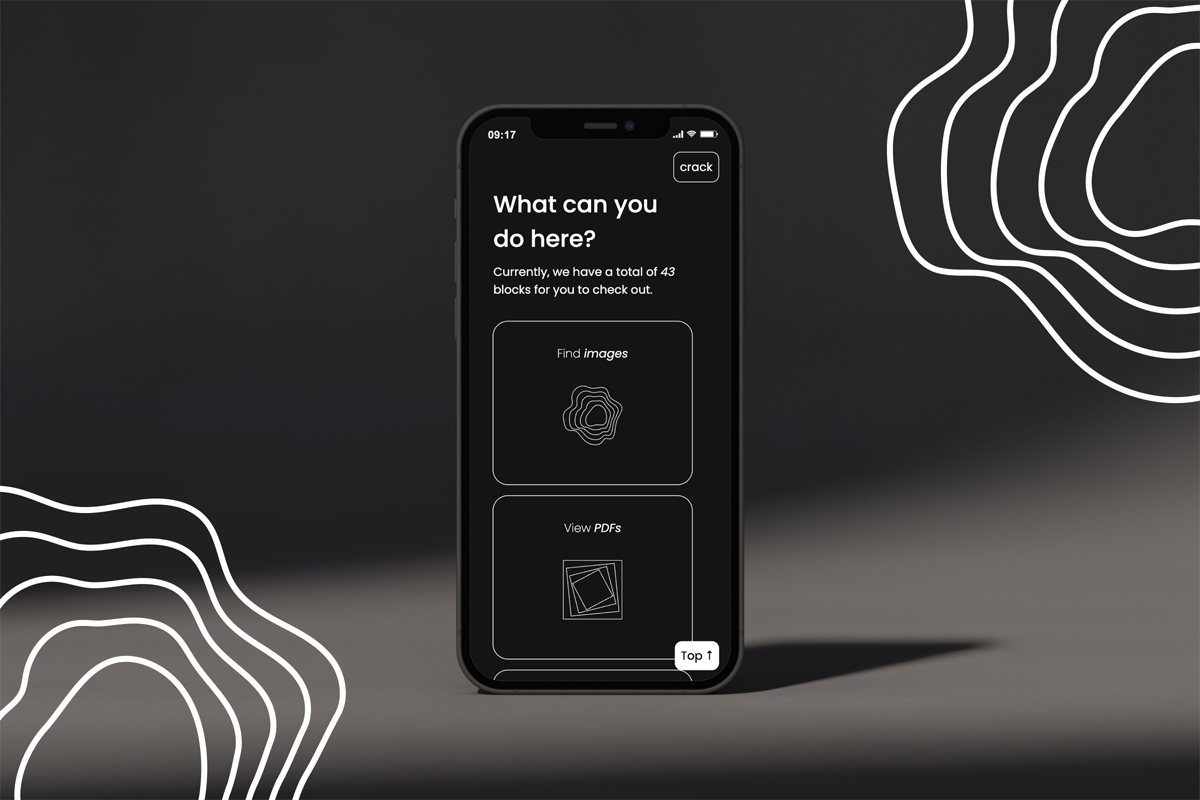 09:17
crack
What can you
do here?
Currently, we have a total of 43
blocks for you to check out.
Find images
View PDFs
Top ↑